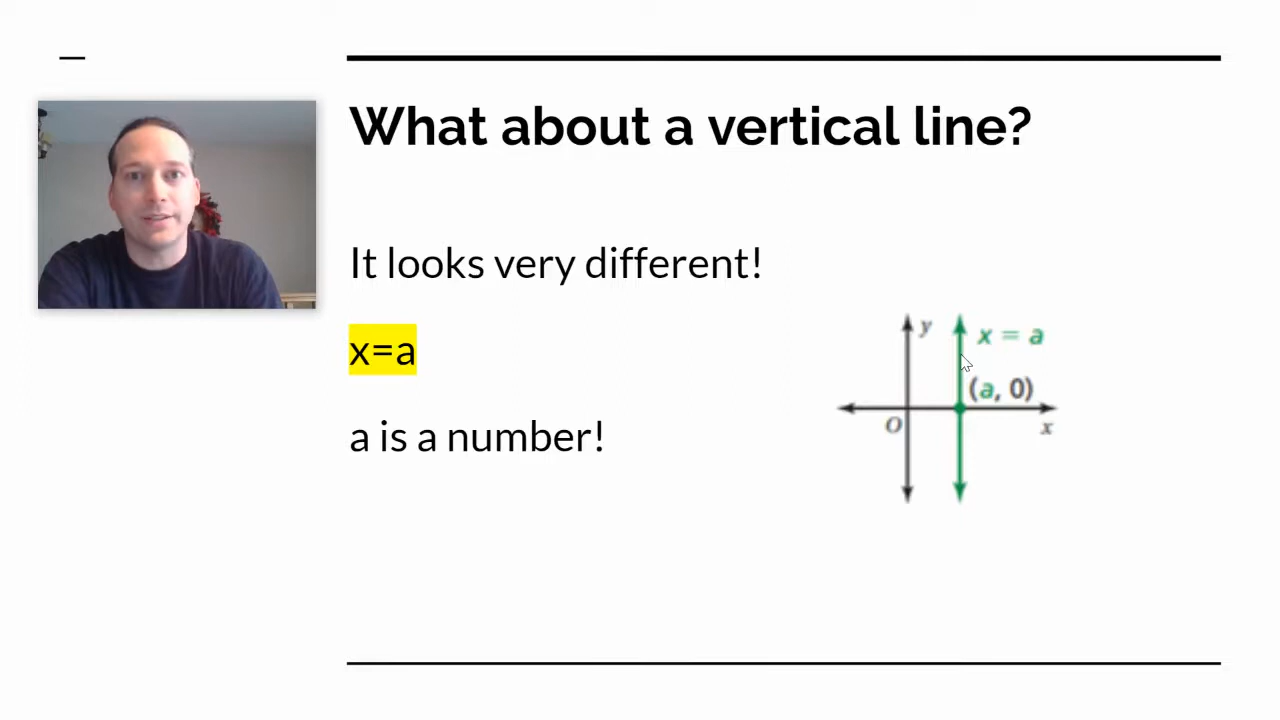 What about a vertical line?
It looks very different!
x=a
a is a number!
y
x = a
(a, 0)
O
x